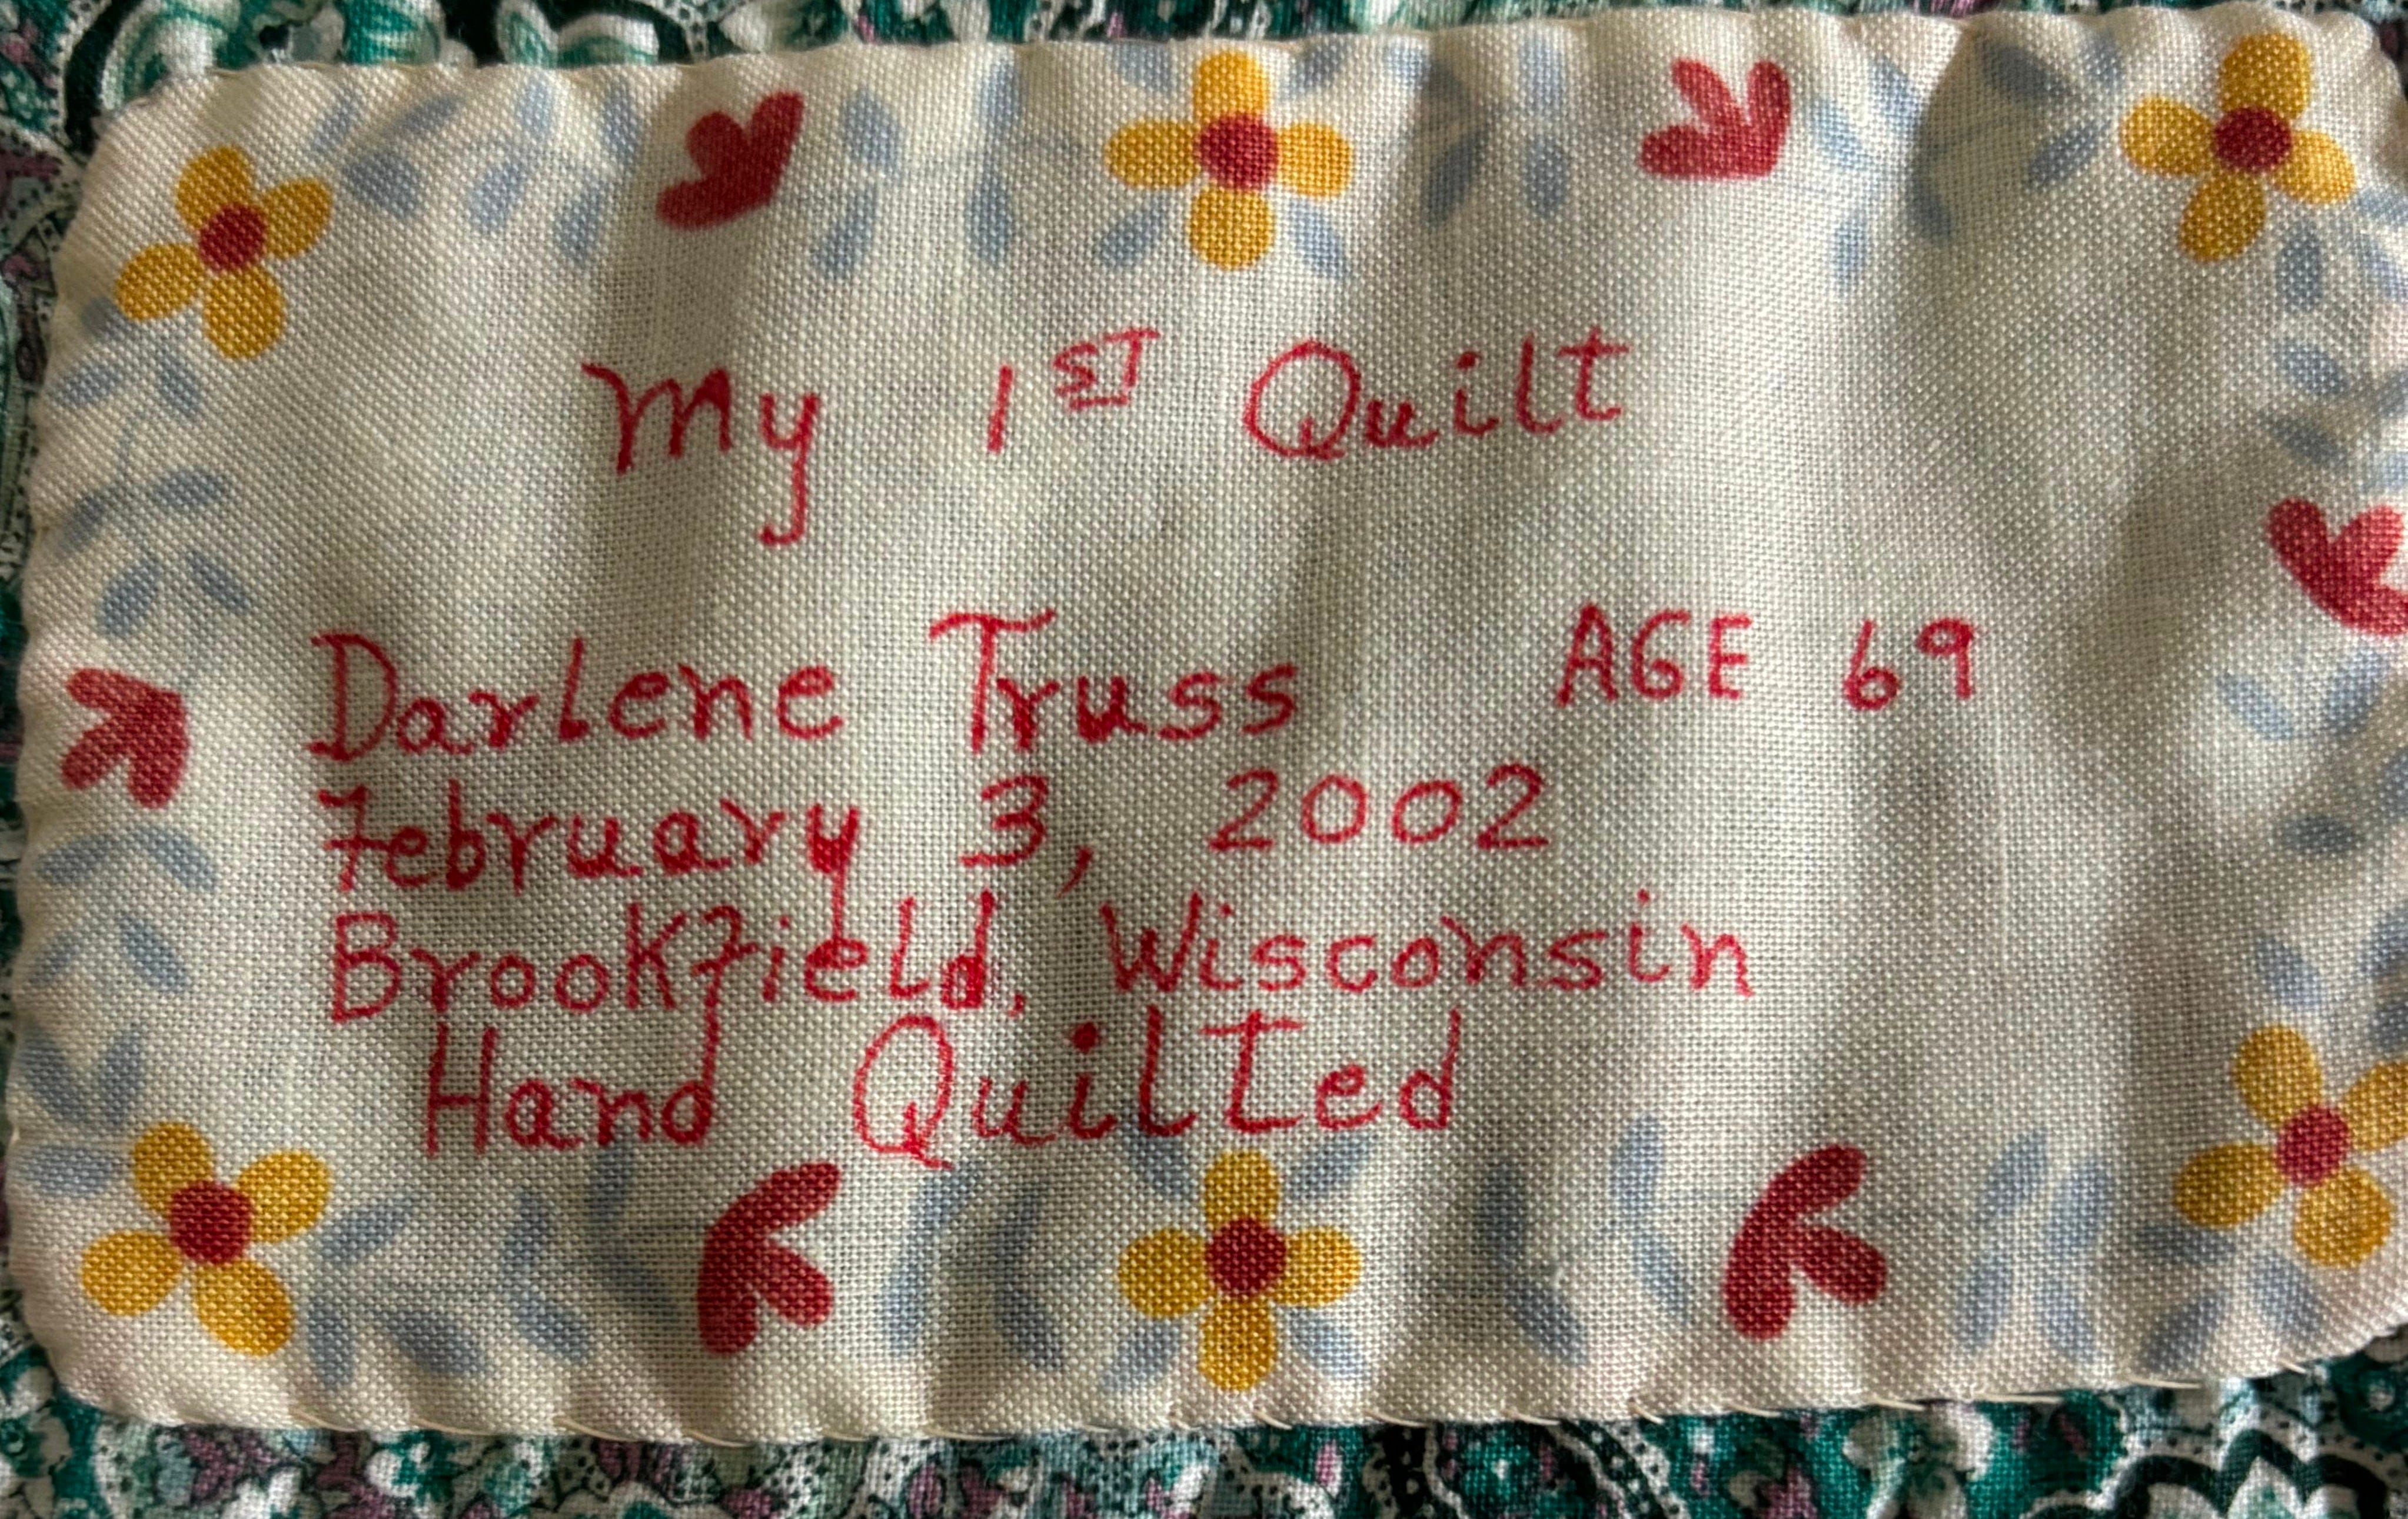 My 1ST Quilt
Darlene Truss AGE 69
February 3, 2002
Brookfield, Wisconsin
Hand Quilted